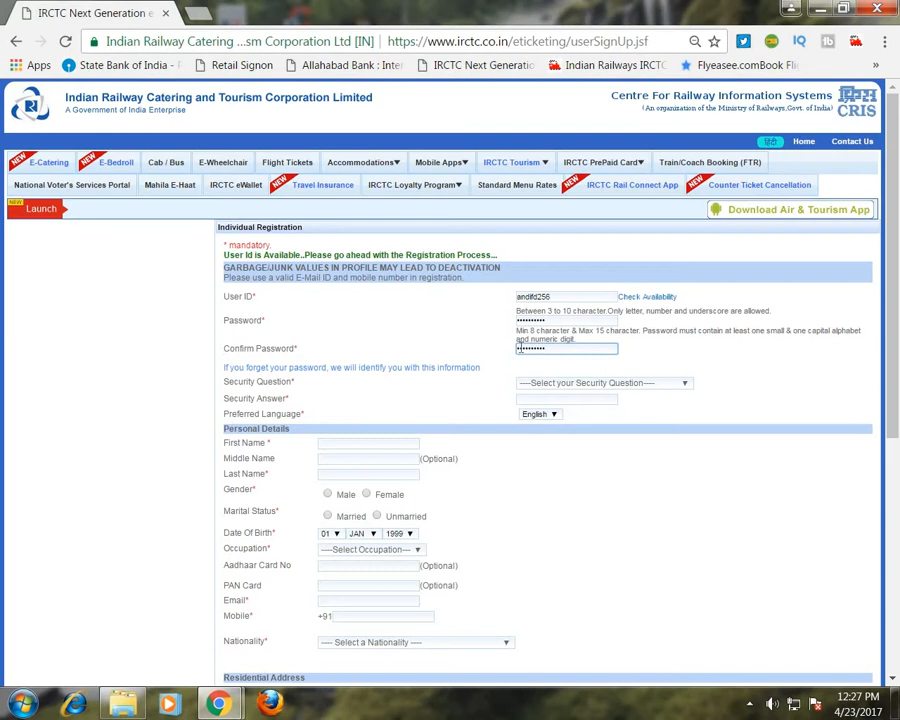 IRCTC Next Generation e
Indian Railway Catering ...sm Corporation Ltd [IN] https://www.irctc.co.in/eticketing/userSignUp.jsf
Apps State Bank of India - Retail Signon Allahabad Bank : Inter IRCTC Next Generation Indian Railways IRCTC Flyeasee.comBook Fli »
Indian Railway Catering and Tourism Corporation Limited
A Government of India Enterprise
Centre For Railway Information Systems
(An organization of the Ministry of Railways,Govt. of India)
CRIS
हिंदी Home Contact Us
NEW E-Catering NEW E-Bedroll Cab / Bus E-Wheelchair Flight Tickets Accommodations▼ Mobile Apps▼ IRCTC Tourism ▼ IRCTC PrePaid Card▼ Train/Coach Booking (FTR)
National Voter's Services Portal Mahila E-Haat IRCTC eWallet NEW Travel Insurance IRCTC Loyalty Program▼ Standard Menu Rates NEW IRCTC Rail Connect App NEW Counter Ticket Cancellation
NEW Launch Download Air & Tourism App
Individual Registration
* mandatory.
User Id is Available..Please go ahead with the Registration Process...
GARBAGE/JUNK VALUES IN PROFILE MAY LEAD TO DEACTIVATION
Please use a valid E-Mail ID and mobile number in registration.
User ID* andifd256 Check Availability
Between 3 to 10 character.Only letter, number and underscore are allowed.
Password* ••••••••••
Min 8 character & Max 15 character. Password must contain at least one small & one capital alphabet
and numeric digit.
Confirm Password* ••••••••••
If you forget your password, we will identify you with this information
Security Question* ----Select your Security Question---- ▼
Security Answer*
Preferred Language* English ▼
Personal Details
First Name *
Middle Name (Optional)
Last Name*
Gender* Male Female
Marital Status* Married Unmarried
Date Of Birth* 01 ▼ JAN ▼ 1999 ▼
Occupation* ----Select Occupation---- ▼
Aadhaar Card No (Optional)
PAN Card (Optional)
Email*
Mobile* +91
Nationality* ---- Select a Nationality ---- ▼
Residential Address
12:27 PM
4/23/2017